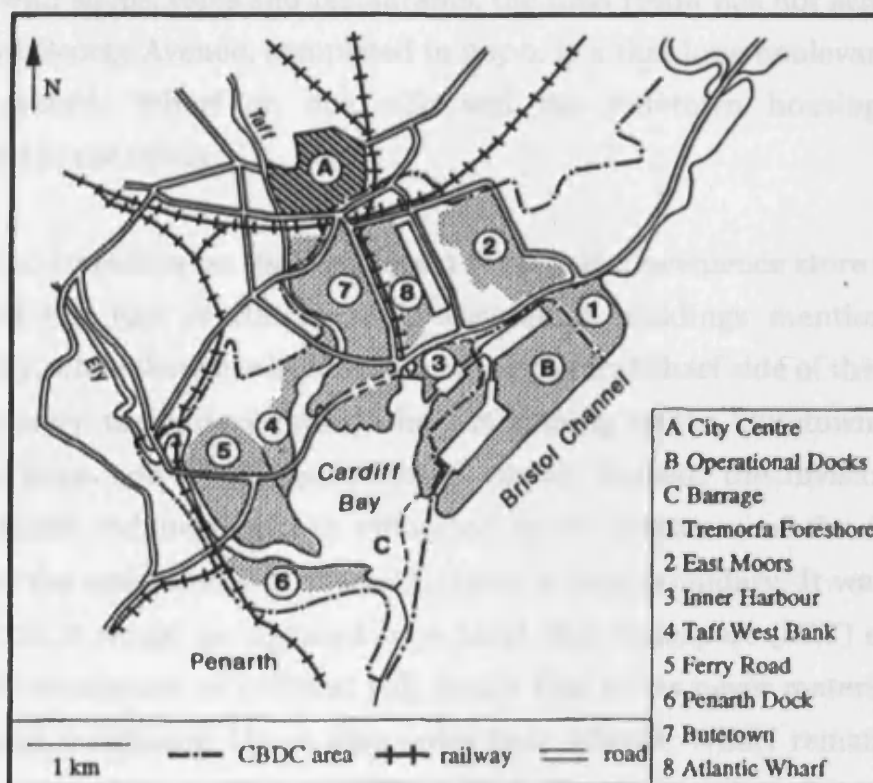 N
Taff
A
2
7
8
1
3
B
5
4
Cardiff
Bay
Bristol Channel
C
6
Penarth
A City Centre
B Operational Docks
C Barrage
1 Tremorfa Foreshore
2 East Moors
3 Inner Harbour
4 Taff West Bank
5 Ferry Road
6 Penarth Dock
7 Butetown
8 Atlantic Wharf
1 km
CBDC area
railway
road